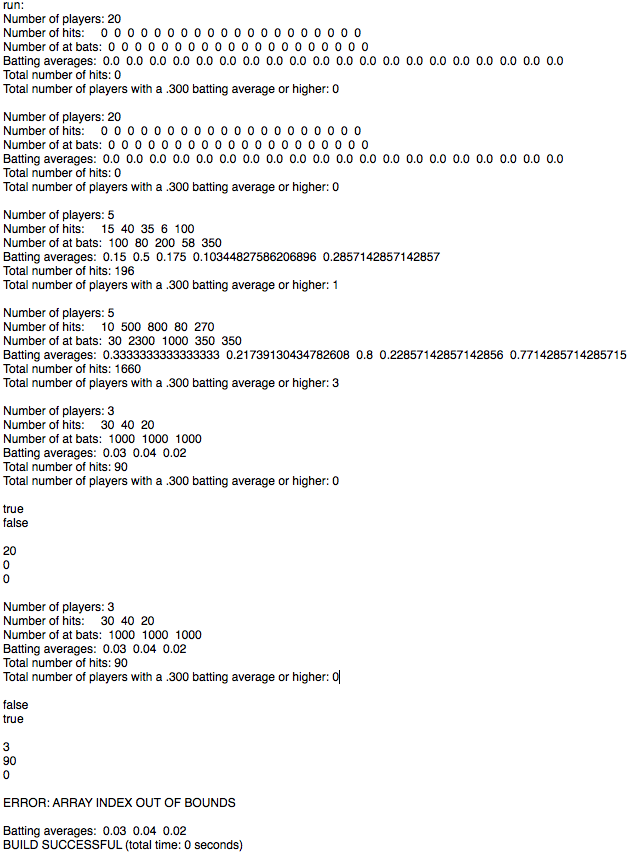 run:
Number of players: 20
Number of hits: 0 0 0 0 0 0 0 0 0 0 0 0 0 0 0 0 0 0 0 0
Number of at bats: 0 0 0 0 0 0 0 0 0 0 0 0 0 0 0 0 0 0 0 0
Batting averages: 0.0 0.0 0.0 0.0 0.0 0.0 0.0 0.0 0.0 0.0 0.0 0.0 0.0 0.0 0.0 0.0 0.0 0.0 0.0 0.0
Total number of hits: 0
Total number of players with a .300 batting average or higher: 0

Number of players: 20
Number of hits: 0 0 0 0 0 0 0 0 0 0 0 0 0 0 0 0 0 0 0 0
Number of at bats: 0 0 0 0 0 0 0 0 0 0 0 0 0 0 0 0 0 0 0 0
Batting averages: 0.0 0.0 0.0 0.0 0.0 0.0 0.0 0.0 0.0 0.0 0.0 0.0 0.0 0.0 0.0 0.0 0.0 0.0 0.0 0.0
Total number of hits: 0
Total number of players with a .300 batting average or higher: 0

Number of players: 5
Number of hits: 15 40 35 6 100
Number of at bats: 100 80 200 58 350
Batting averages: 0.15 0.5 0.175 0.10344827586206896 0.2857142857142857
Total number of hits: 196
Total number of players with a .300 batting average or higher: 1

Number of players: 5
Number of hits: 10 500 800 80 270
Number of at bats: 30 2300 1000 350 350
Batting averages: 0.3333333333333333 0.21739130434782608 0.8 0.22857142857142856 0.7714285714285715
Total number of hits: 1660
Total number of players with a .300 batting average or higher: 3

Number of players: 3
Number of hits: 30 40 20
Number of at bats: 1000 1000 1000
Batting averages: 0.03 0.04 0.02
Total number of hits: 90
Total number of players with a .300 batting average or higher: 0

true
false

20
0
0

Number of players: 3
Number of hits: 30 40 20
Number of at bats: 1000 1000 1000
Batting averages: 0.03 0.04 0.02
Total number of hits: 90
Total number of players with a .300 batting average or higher: 0

false
true

3
90
0

ERROR: ARRAY INDEX OUT OF BOUNDS

Batting averages: 0.03 0.04 0.02
BUILD SUCCESSFUL (total time: 0 seconds)